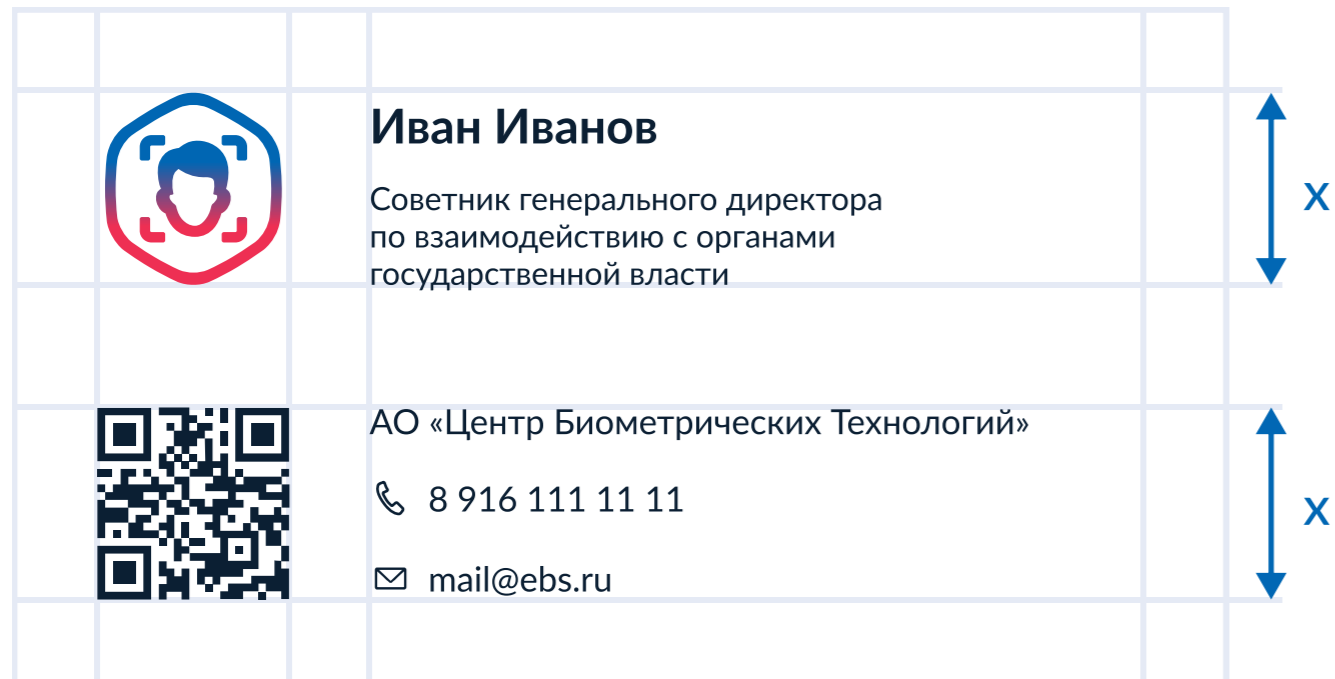 Иван Иванов
Советник генерального директора
по взаимодействию с органами
государственной власти
X
АО «Центр Биометрических Технологий»
8 916 111 11 11
mail@ebs.ru
X